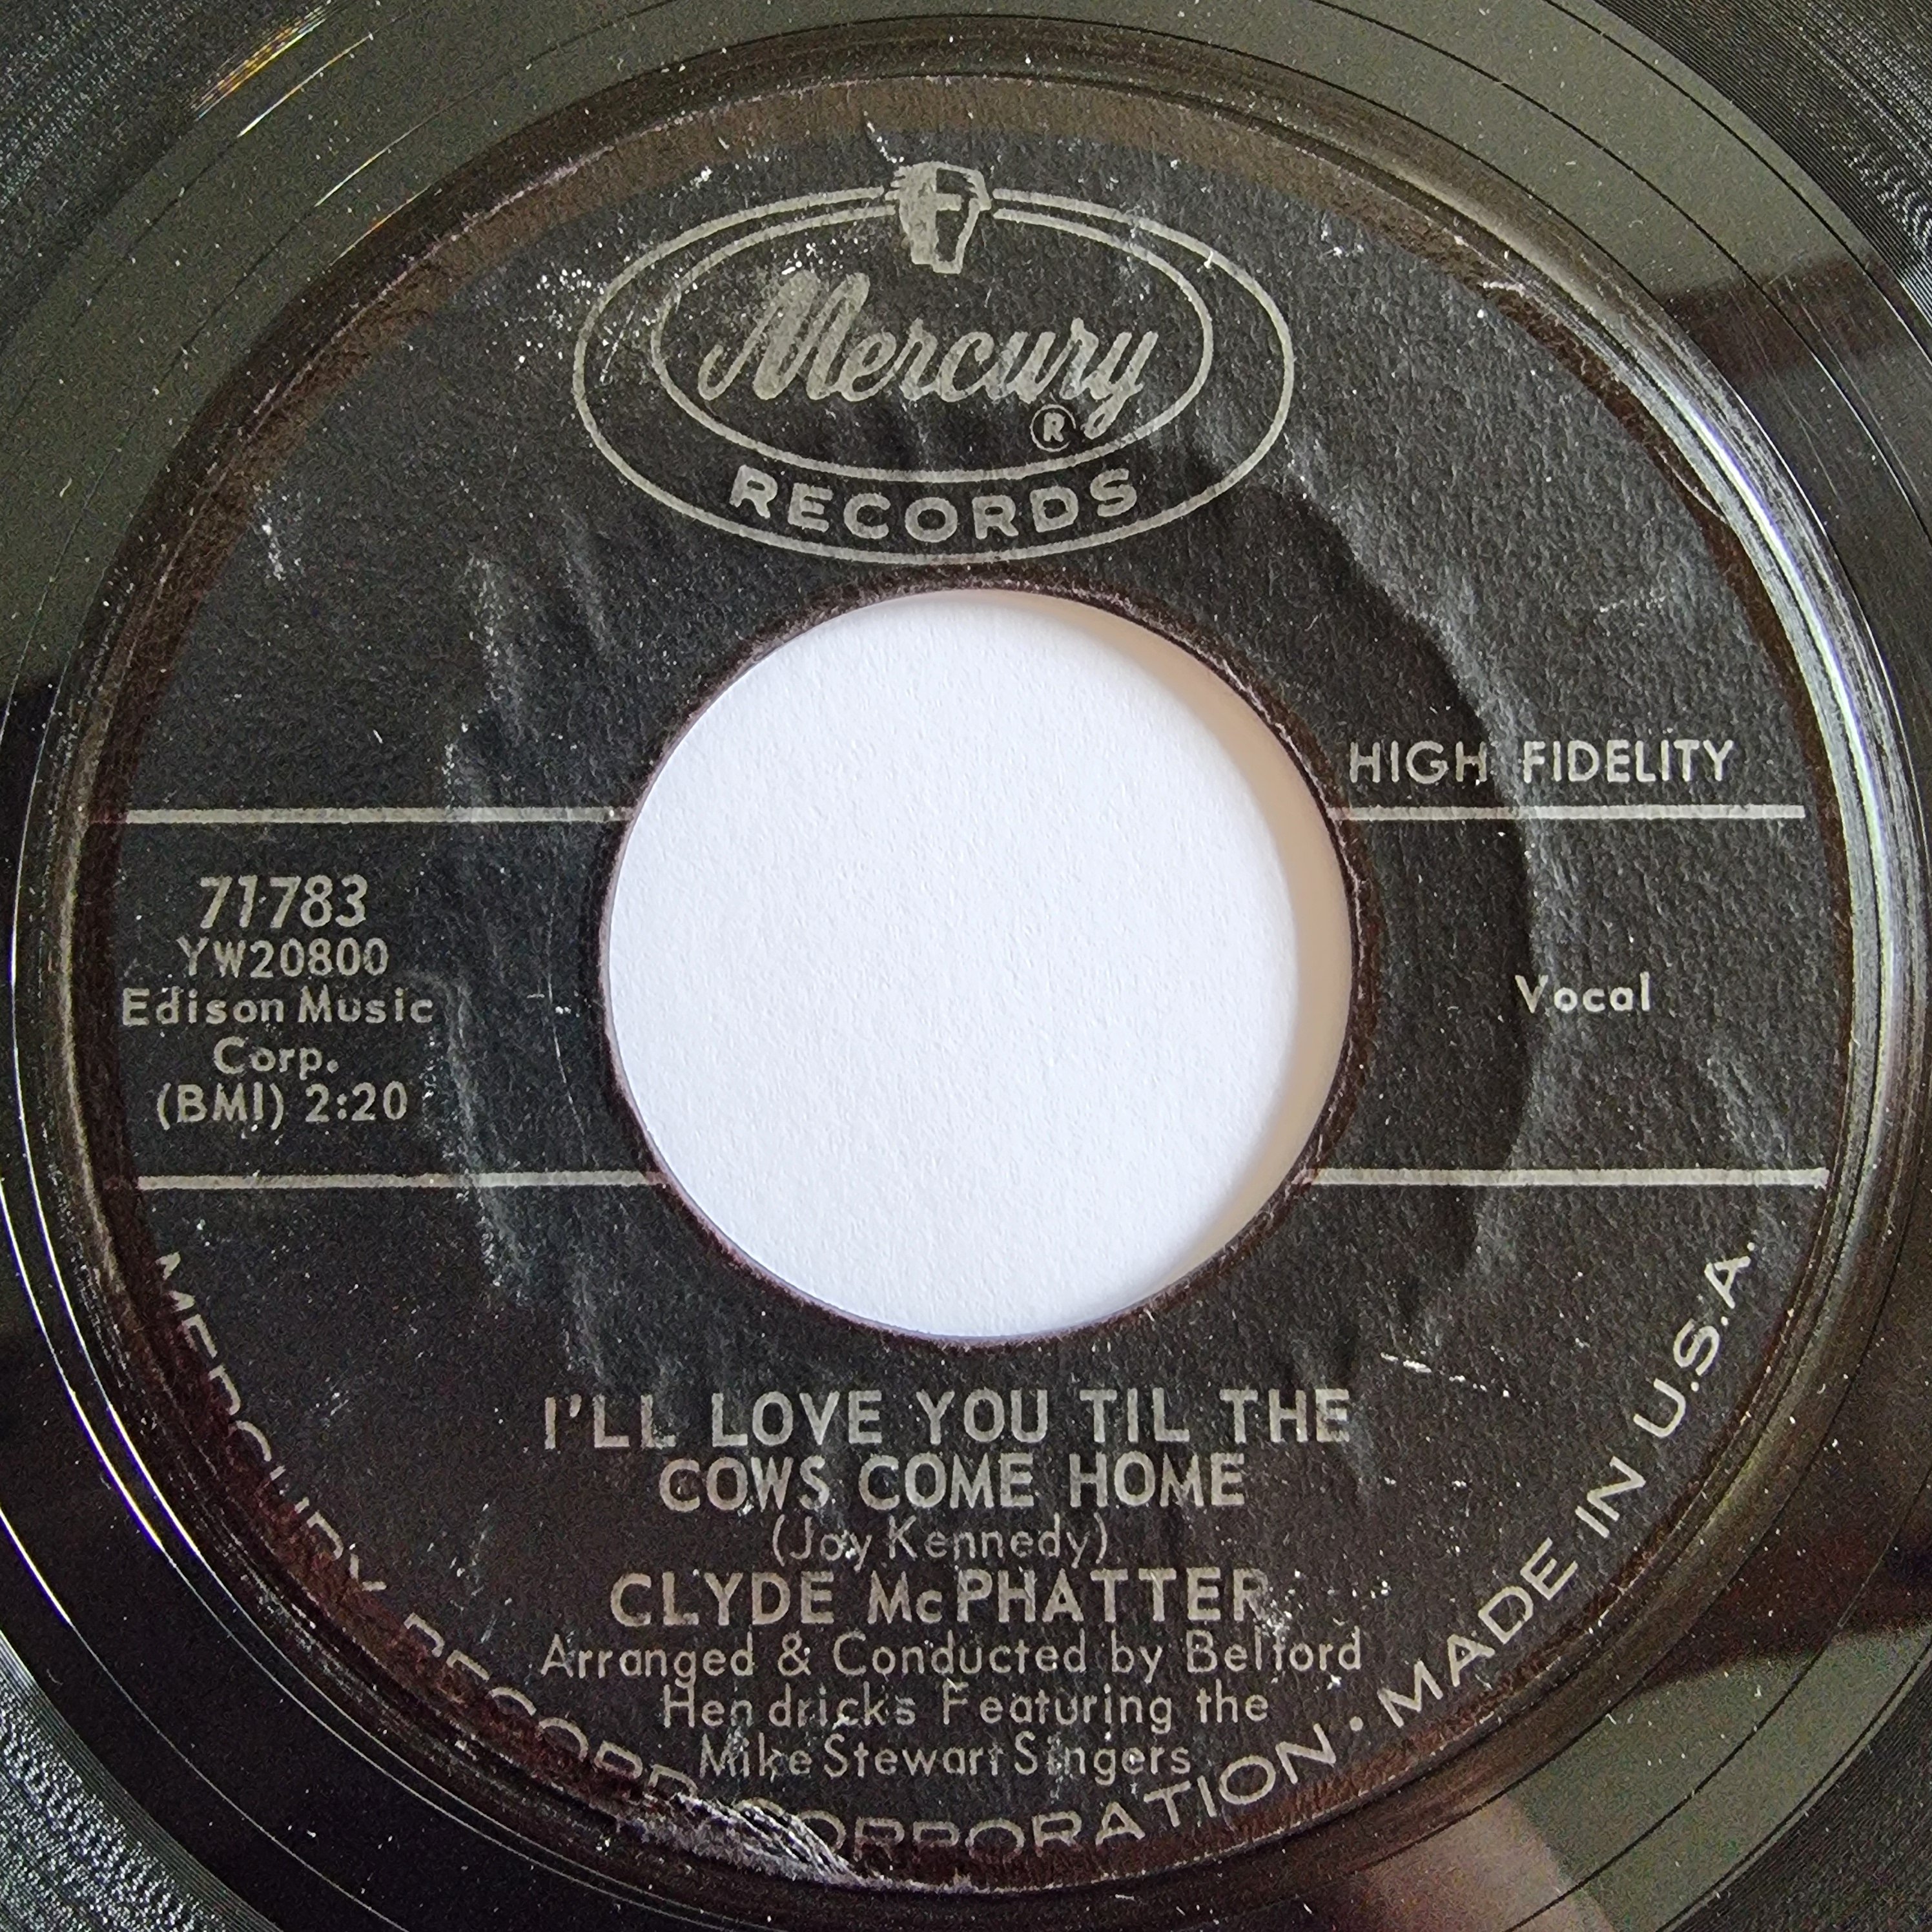 Mercury
®
RECORDS
HIGH FIDELITY
71783
YW20800
Edison Music
Corp.
(BMI) 2:20
Vocal
I'LL LOVE YOU TIL THE
COWS COME HOME
(Joy Kennedy)
CLYDE McPHATTER
Arranged & Conducted by Belford
Hendricks Featuring the
Mike Stewart Singers
MERCURY RECORD CORPORATION • MADE IN U.S.A.